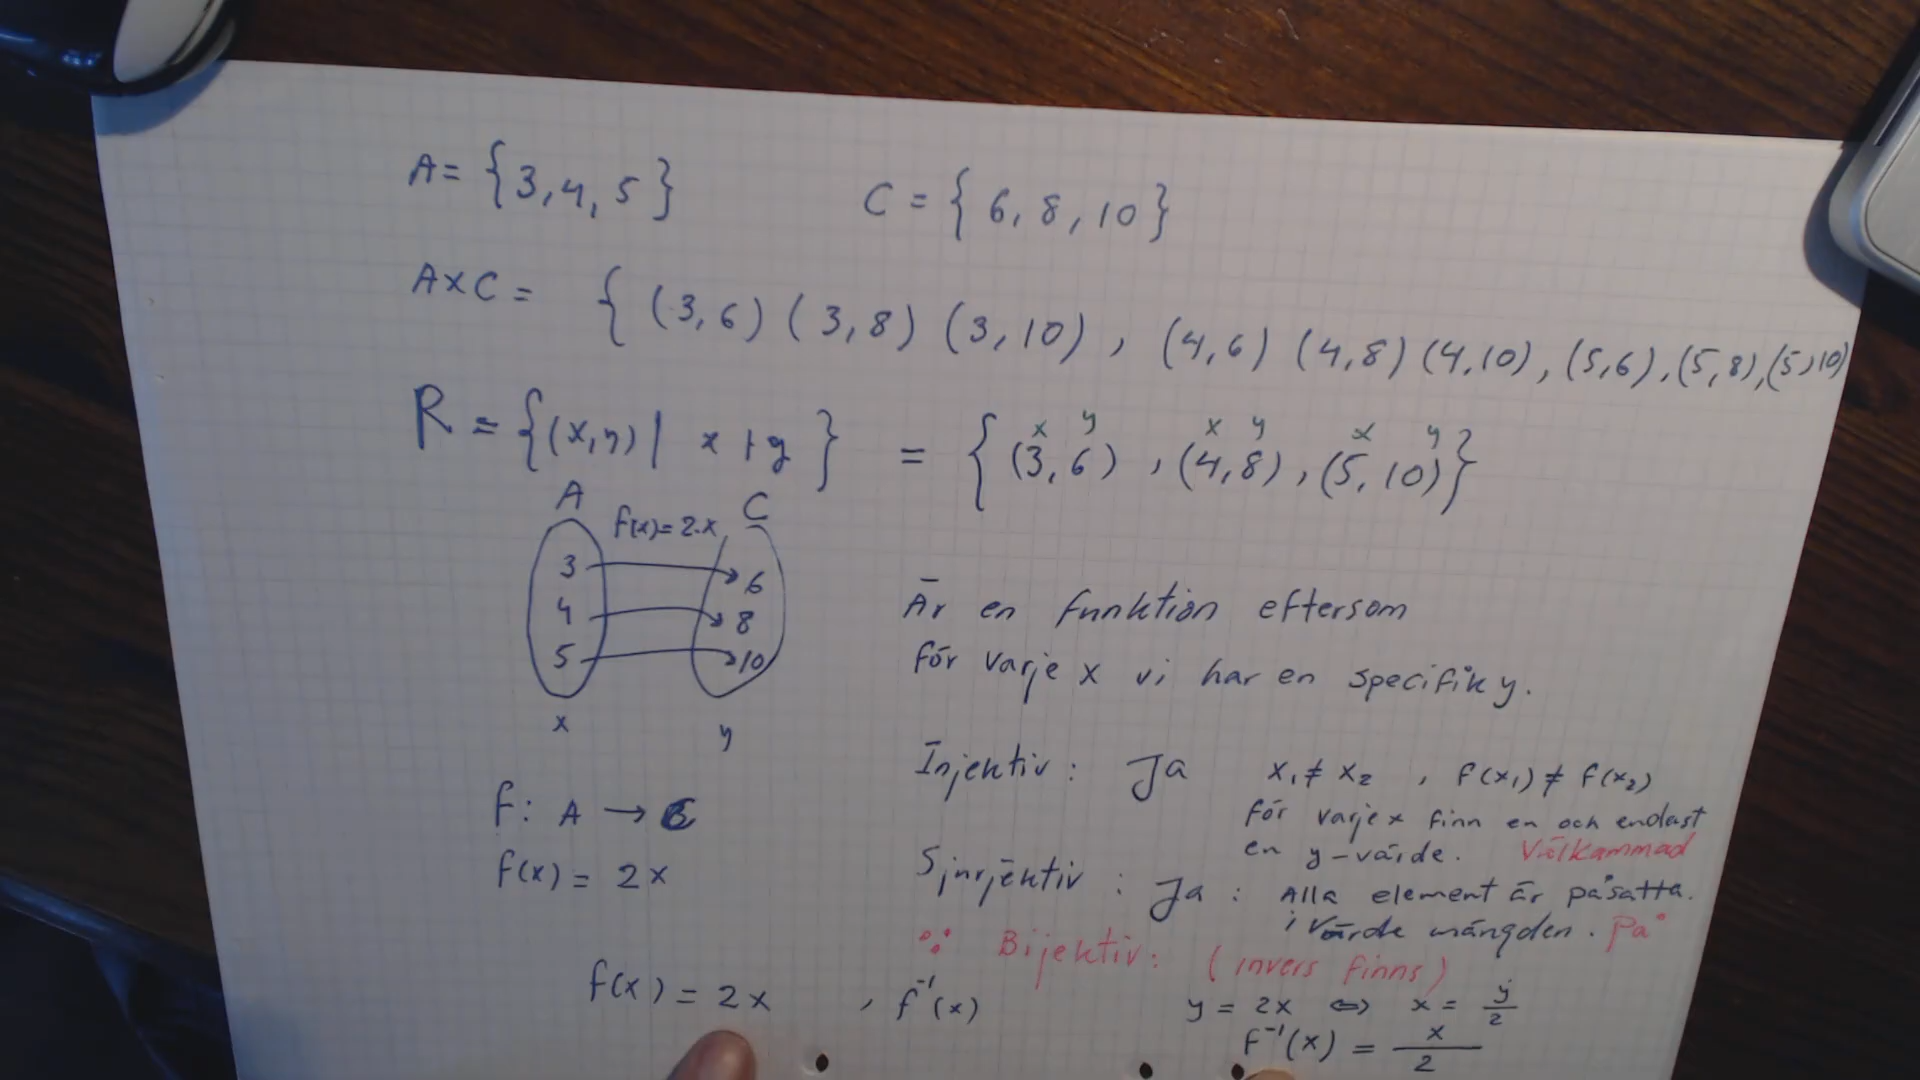 A = {3, 4, 5} C = {6, 8, 10}
A×C = { (3,6) (3,8) (3,10) , (4,6) (4,8) (4,10), (5,6), (5,8), (5,10)
R = {(x,y) | x + y } = { (3,6) , (4,8) , (5,10) }
x y x y x y
A C
f(x)=2·x
3 6
4 8
5 10
x y
Är en funktion eftersom
för varje x vi har en specifik y.
f: A → C
f(x) = 2x
Injektiv : Ja x₁ ≠ x₂ , f(x₁) ≠ f(x₂)
för varje x finn en och endast
en y-värde.
Sjurjektiv : Ja : Alla element är påsatta.
i värde mängden. På
∴ Bijektiv: (invers finns)
f(x) = 2x , f⁻¹(x) y = 2x ⇔ x = y/2
f⁻¹(x) = x/2